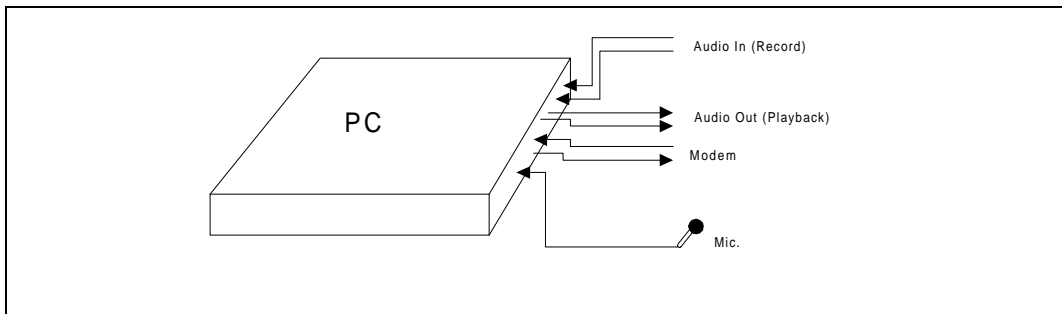 Audio In (Record)
PC
Audio Out (Playback)
Modem
Mic.